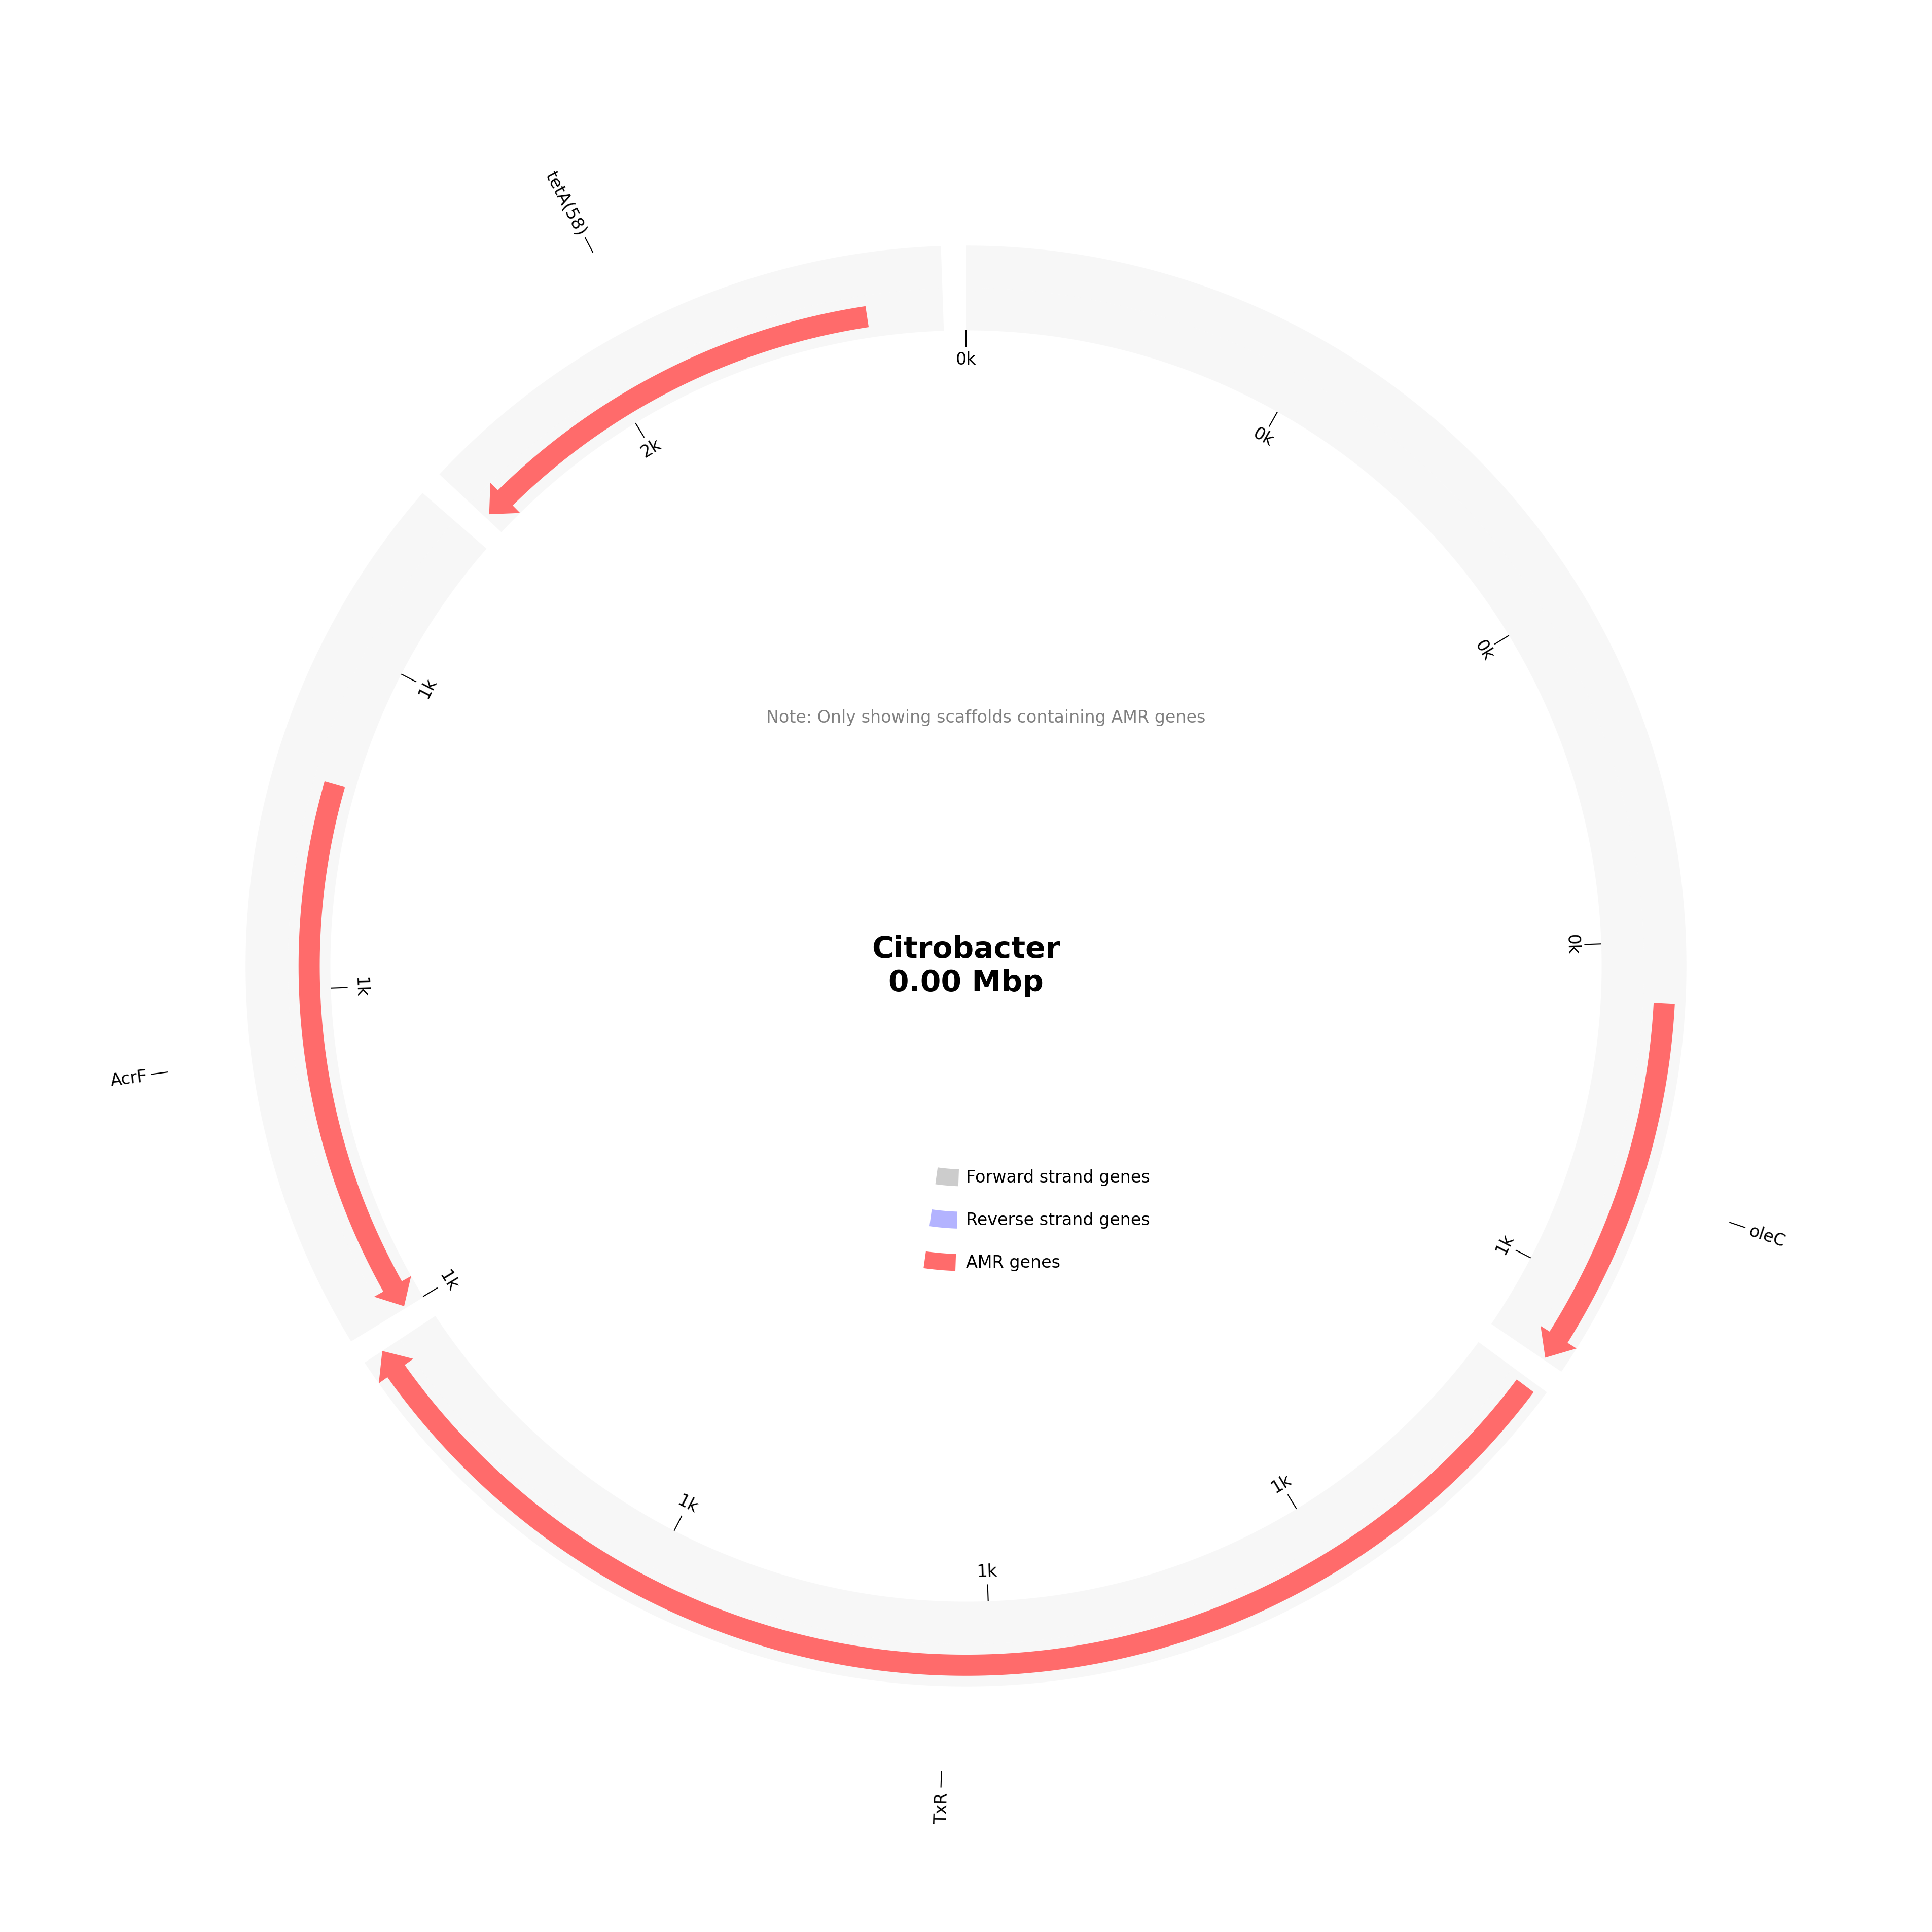 tetA(58)
0k
0k
2k
0k
1k
Note: Only showing scaffolds containing AMR genes
0k
Citrobacter
0.00 Mbp
1k
AcrF
Forward strand genes
Reverse strand genes
AMR genes
oleC
1k
1k
1k
1k
1k
TxR